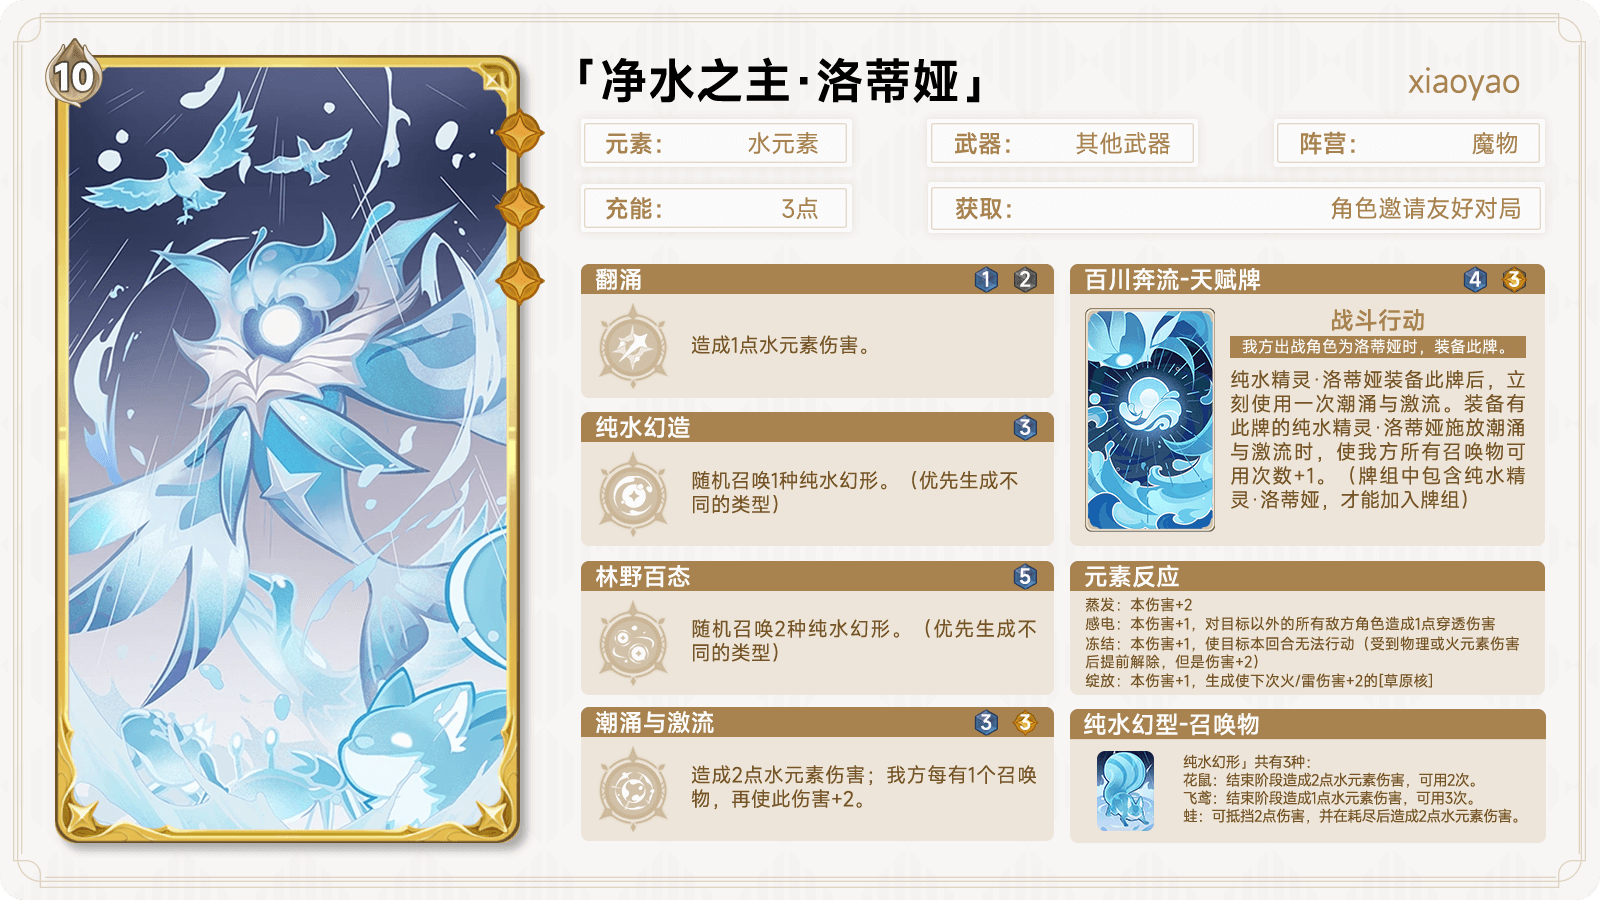 10
「净水之主·洛蒂娅」
xiaoyao
元素： 水元素
武器： 其他武器
阵营： 魔物
充能： 3点
获取： 角色邀请友好对局
翻涌 1 2
造成1点水元素伤害。
纯水幻造 3
随机召唤1种纯水幻形。（优先生成不
同的类型）
林野百态 5
随机召唤2种纯水幻形。（优先生成不
同的类型）
潮涌与激流 3 3
造成2点水元素伤害；我方每有1个召唤
物，再使此伤害+2。
百川奔流-天赋牌 4 3
战斗行动
我方出战角色为洛蒂娅时，装备此牌。
纯水精灵·洛蒂娅装备此牌后，立
刻使用一次潮涌与激流。装备有
此牌的纯水精灵·洛蒂娅施放潮涌
与激流时，使我方所有召唤物可
用次数+1。（牌组中包含纯水精
灵·洛蒂娅，才能加入牌组）
元素反应
蒸发：本伤害+2
感电：本伤害+1，对目标以外的所有敌方角色造成1点穿透伤害
冻结：本伤害+1，使目标本回合无法行动（受到物理或火元素伤害
后提前解除，但是伤害+2）
绽放：本伤害+1，生成使下次火/雷伤害+2的[草原核]
纯水幻型-召唤物
纯水幻形」共有3种：
花鼠：结束阶段造成2点水元素伤害，可用2次。
飞鸢：结束阶段造成1点水元素伤害，可用3次。
蛙：可抵挡2点伤害，并在耗尽后造成2点水元素伤害。